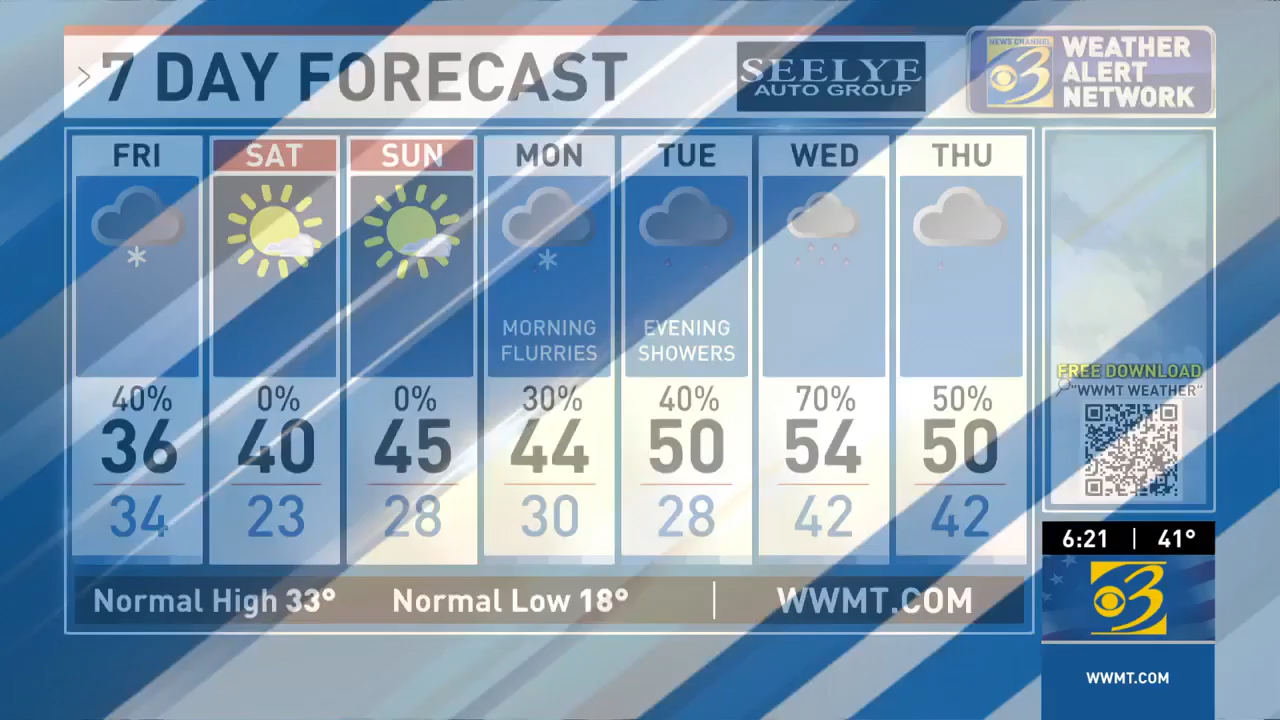 > 7 DAY FORECAST
SEELYE
AUTO GROUP
NEWS CHANNEL
3
WEATHER
ALERT
NETWORK
FRI SAT SUN MON TUE WED THU
MORNING
FLURRIES
EVENING
SHOWERS
40% 0% 0% 30% 40% 70% 50%
36 40 45 44 50 54 50
34 23 28 30 28 42 42
Normal High 33° Normal Low 18° | WWMT.COM
FREE DOWNLOAD
"WWMT WEATHER"
6:21 | 41°
3
WWMT.COM